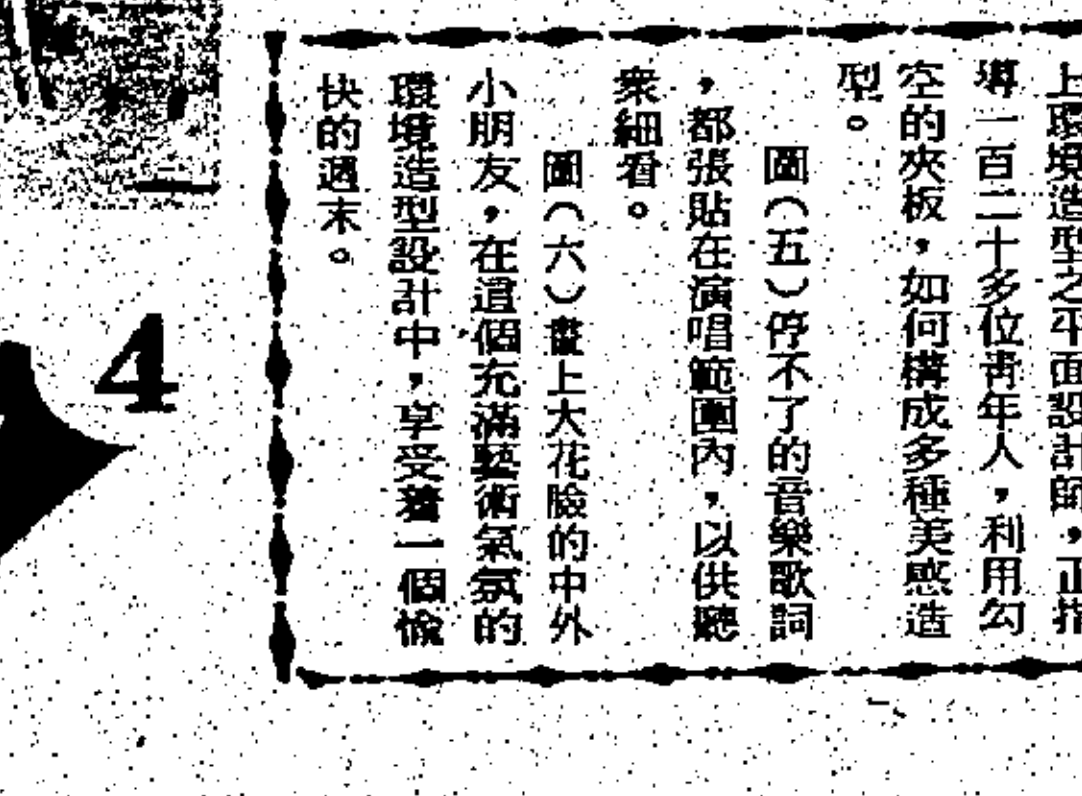 上環境造型之平面設計師，正指
導一百二十多位青年人，利用勾
空的夾板，如何構成多種美感造
型。
圖（五）停不了的音樂歌詞
，都張貼在演唱範圍內，以供聽
衆細看。
圖（六）畫上大花臉的中外
小朋友，在這個充滿藝術氣氛的
環境造型設計中，享受着一個愉
快的週末。
4